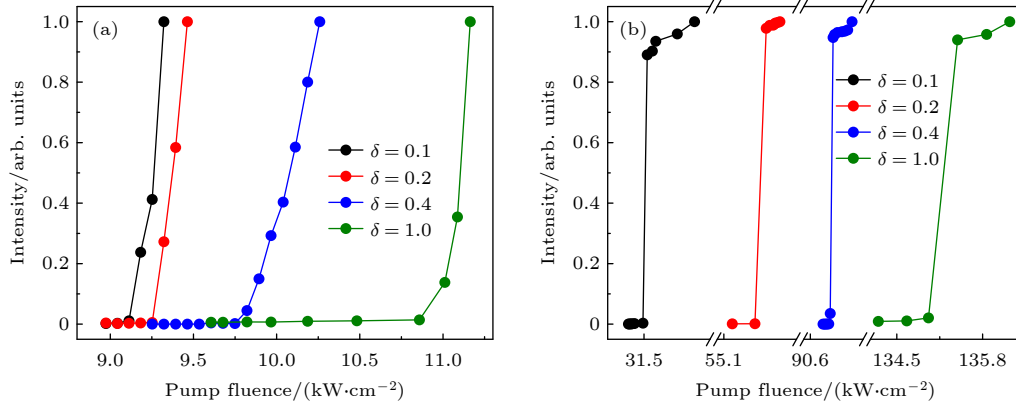 (a)
Intensity/arb. units
1.0
0.8
0.6
0.4
0.2
0
δ = 0.1
δ = 0.2
δ = 0.4
δ = 1.0
9.0 9.5 10.0 10.5 11.0
Pump fluence/(kW·cm⁻²)
(b)
Intensity/arb. units
1.0
0.8
0.6
0.4
0.2
0
δ = 0.1
δ = 0.2
δ = 0.4
δ = 1.0
31.5 55.1 90.6 134.5 135.8
Pump fluence/(kW·cm⁻²)